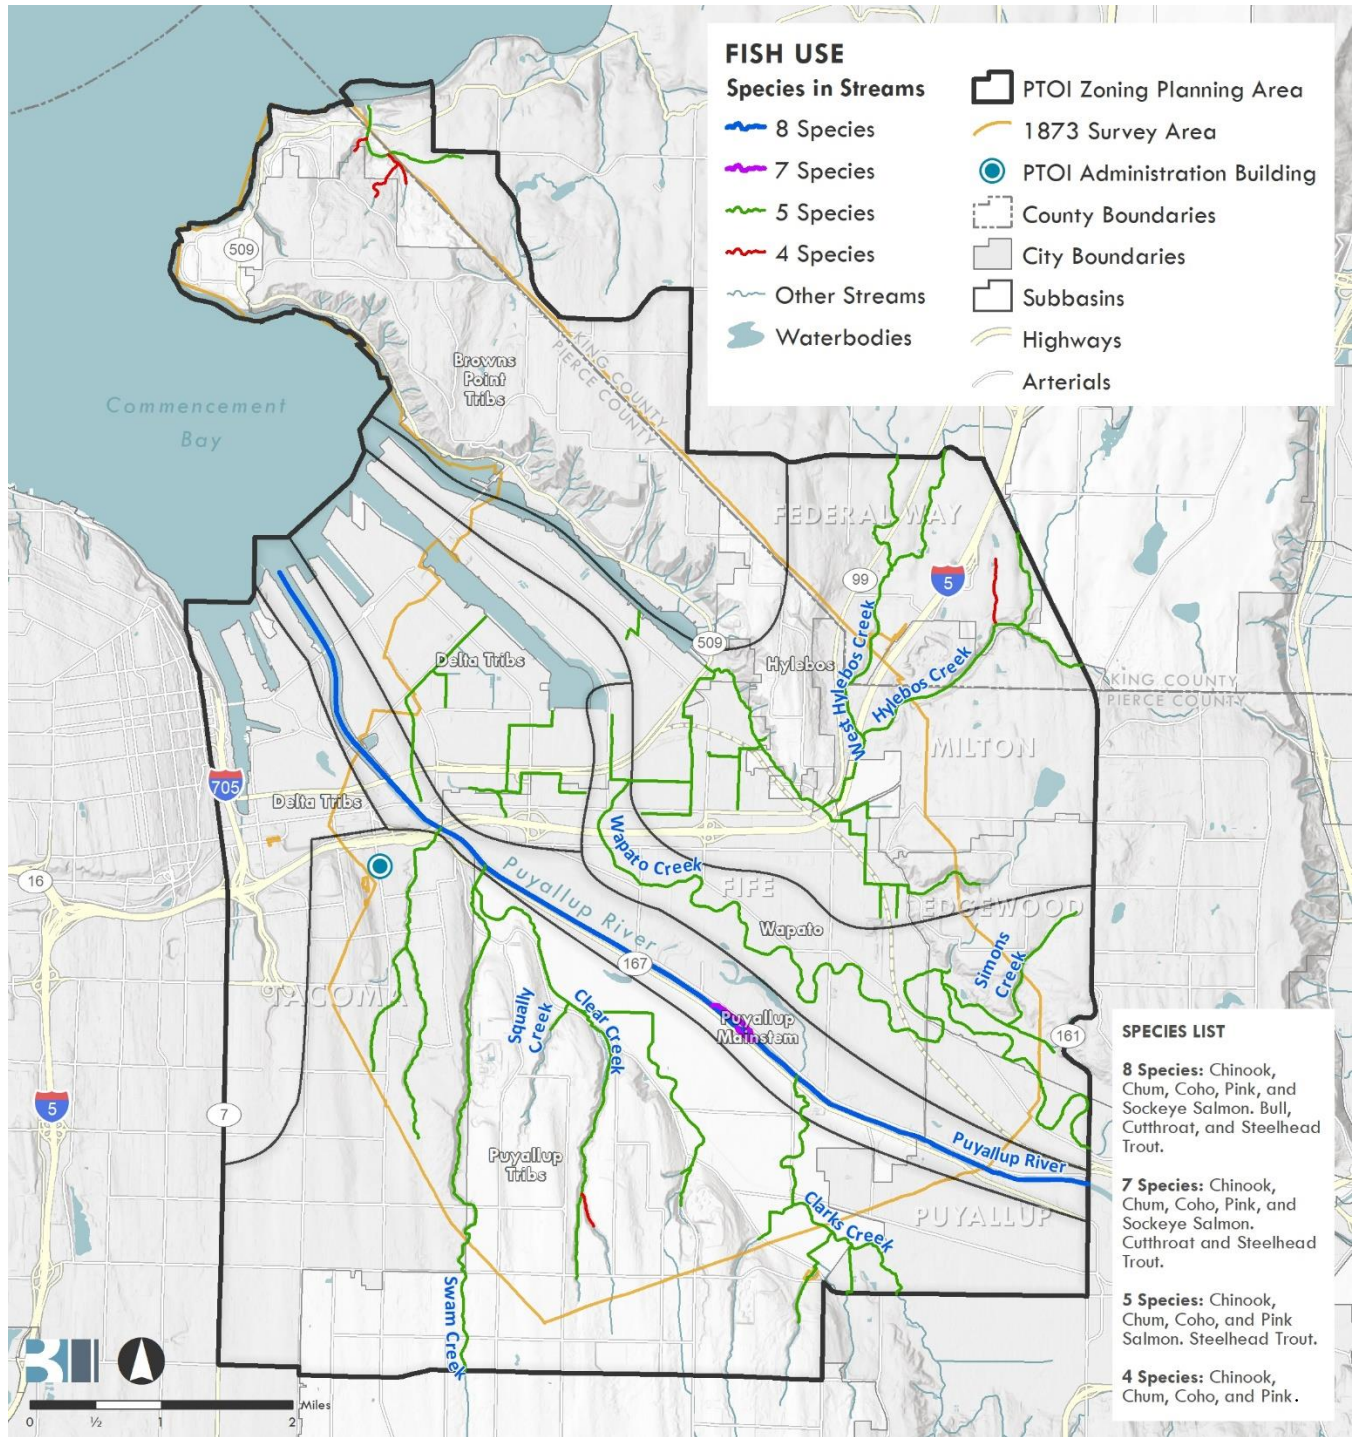 FISH USE
Species in Streams
8 Species
7 Species
5 Species
4 Species
Other Streams
Waterbodies
PTOI Zoning Planning Area
1873 Survey Area
PTOI Administration Building
County Boundaries
City Boundaries
Subbasins
Highways
Arterials
509
Browns
Point
Tribs
KING COUNTY
PIERCE COUNTY
Commencement
Bay
FEDERAL WAY
99
5
509
Delta Tribs
Hylebos
West Hylebos Creek
Hylebos Creek
KING COUNTY
PIERCE COUNTY
MILTON
705
Delta Tribs
Wapato Creek
Puyallup River
FIFE
EDGEWOOD
16
Wapato
167
Simons
Creek
TACOMA
Squally
Creek
Clear Creek
Puyallup
Mainstem
161
5
7
Puyallup
Tribs
Puyallup River
Clarks Creek
PUYALLUP
Swam Creek
SPECIES LIST
8 Species: Chinook,
Chum, Coho, Pink, and
Sockeye Salmon. Bull,
Cutthroat, and Steelhead
Trout.
7 Species: Chinook,
Chum, Coho, Pink, and
Sockeye Salmon.
Cutthroat and Steelhead
Trout.
5 Species: Chinook,
Chum, Coho, and Pink
Salmon. Steelhead Trout.
4 Species: Chinook,
Chum, Coho, and Pink.
Miles
0 ½ 1 2